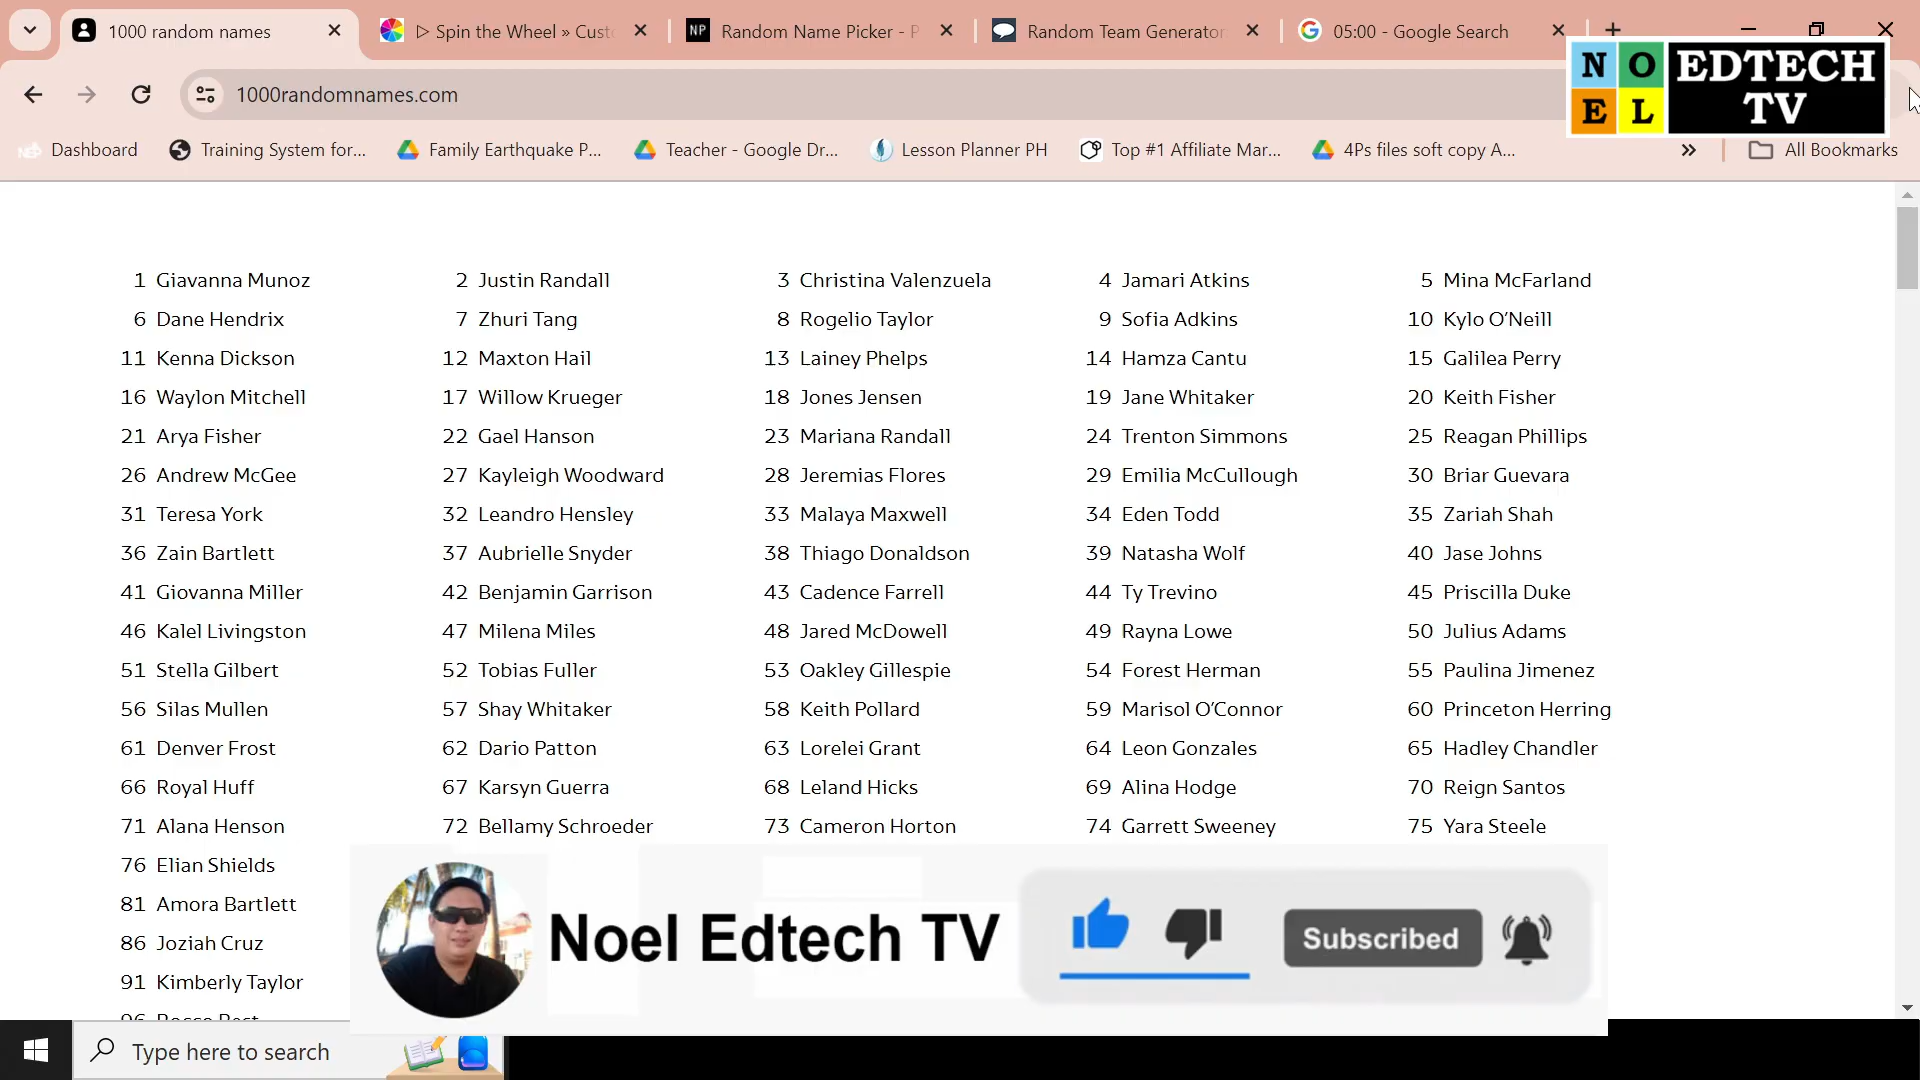 1000 random names
Spin the Wheel » Cust
Random Name Picker - P
Random Team Generator
05:00 - Google Search
1000randomnames.com
N O
E L
EDTECH
TV
Dashboard
Training System for...
Family Earthquake P...
Teacher - Google Dr...
Lesson Planner PH
Top #1 Affiliate Mar...
4Ps files soft copy A...
»
All Bookmarks
1 Giavanna Munoz 2 Justin Randall 3 Christina Valenzuela 4 Jamari Atkins 5 Mina McFarland
6 Dane Hendrix 7 Zhuri Tang 8 Rogelio Taylor 9 Sofia Adkins 10 Kylo O’Neill
11 Kenna Dickson 12 Maxton Hail 13 Lainey Phelps 14 Hamza Cantu 15 Galilea Perry
16 Waylon Mitchell 17 Willow Krueger 18 Jones Jensen 19 Jane Whitaker 20 Keith Fisher
21 Arya Fisher 22 Gael Hanson 23 Mariana Randall 24 Trenton Simmons 25 Reagan Phillips
26 Andrew McGee 27 Kayleigh Woodward 28 Jeremias Flores 29 Emilia McCullough 30 Briar Guevara
31 Teresa York 32 Leandro Hensley 33 Malaya Maxwell 34 Eden Todd 35 Zariah Shah
36 Zain Bartlett 37 Aubrielle Snyder 38 Thiago Donaldson 39 Natasha Wolf 40 Jase Johns
41 Giovanna Miller 42 Benjamin Garrison 43 Cadence Farrell 44 Ty Trevino 45 Priscilla Duke
46 Kalel Livingston 47 Milena Miles 48 Jared McDowell 49 Rayna Lowe 50 Julius Adams
51 Stella Gilbert 52 Tobias Fuller 53 Oakley Gillespie 54 Forest Herman 55 Paulina Jimenez
56 Silas Mullen 57 Shay Whitaker 58 Keith Pollard 59 Marisol O’Connor 60 Princeton Herring
61 Denver Frost 62 Dario Patton 63 Lorelei Grant 64 Leon Gonzales 65 Hadley Chandler
66 Royal Huff 67 Karsyn Guerra 68 Leland Hicks 69 Alina Hodge 70 Reign Santos
71 Alana Henson 72 Bellamy Schroeder 73 Cameron Horton 74 Garrett Sweeney 75 Yara Steele
76 Elian Shields
81 Amora Bartlett
86 Joziah Cruz
91 Kimberly Taylor
Noel Edtech TV
Subscribed
Type here to search